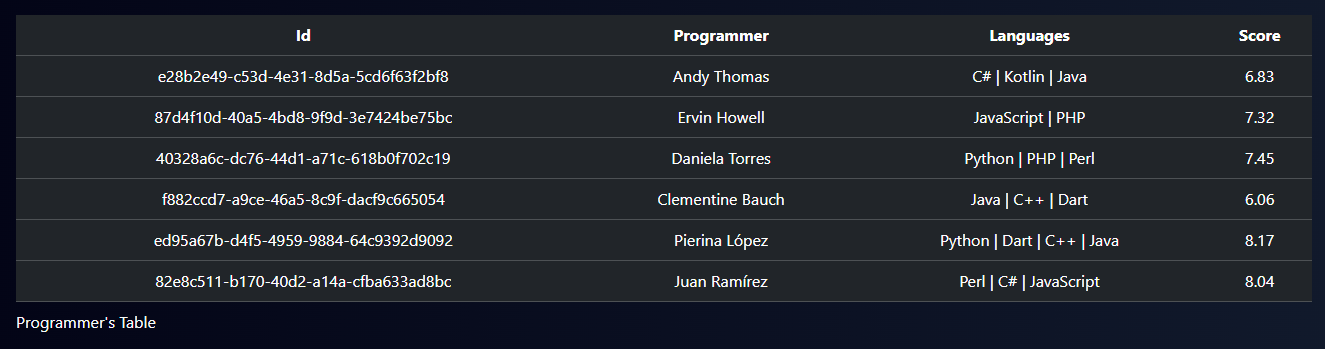 Id Programmer Languages Score
e28b2e49-c53d-4e31-8d5a-5cd6f63f2bf8 Andy Thomas C# | Kotlin | Java 6.83
87d4f10d-40a5-4bd8-9f9d-3e7424be75bc Ervin Howell JavaScript | PHP 7.32
40328a6c-dc76-44d1-a71c-618b0f702c19 Daniela Torres Python | PHP | Perl 7.45
f882ccd7-a9ce-46a5-8c9f-dacf9c665054 Clementine Bauch Java | C++ | Dart 6.06
ed95a67b-d4f5-4959-9884-64c9392d9092 Pierina López Python | Dart | C++ | Java 8.17
82e8c511-b170-40d2-a14a-cfba633ad8bc Juan Ramírez Perl | C# | JavaScript 8.04
Programmer's Table